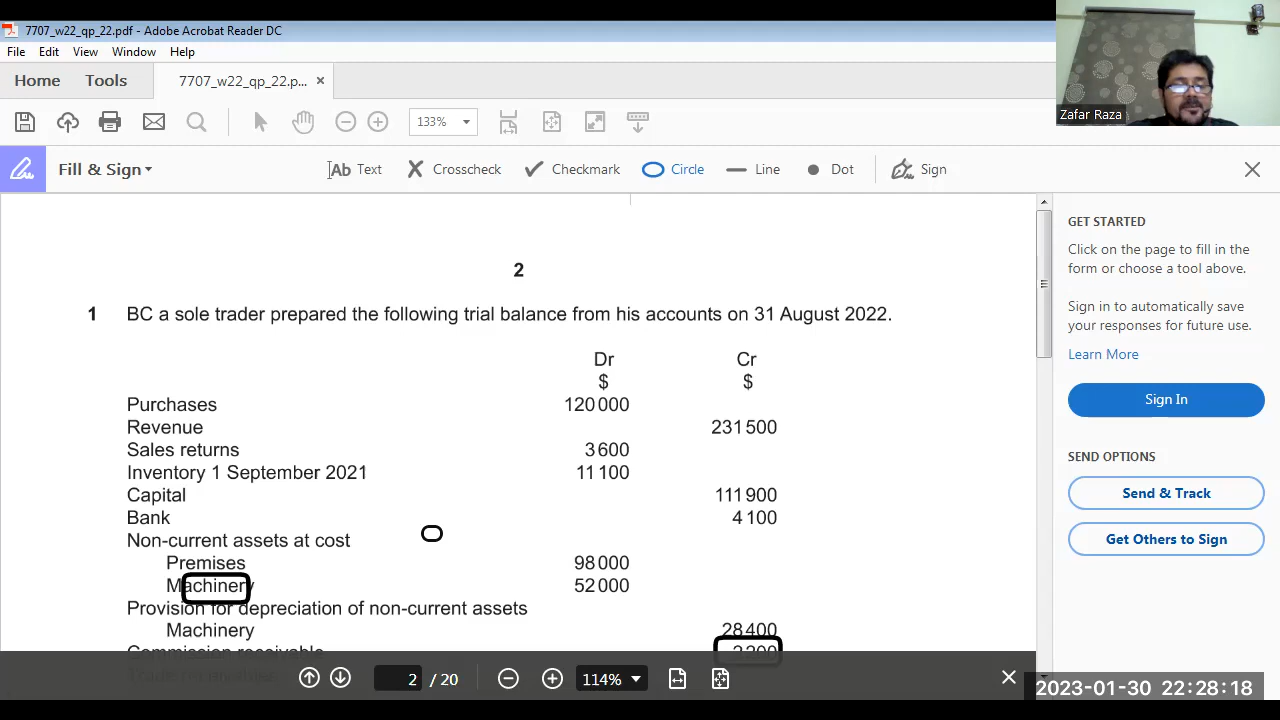 7707_w22_qp_22.pdf - Adobe Acrobat Reader DC
File Edit View Window Help
Home Tools 7707_w22_qp_22.p... ×
133%
Zafar Raza
Fill & Sign Ab Text Crosscheck Checkmark Circle Line Dot Sign
2
1 BC a sole trader prepared the following trial balance from his accounts on 31 August 2022.
Dr Cr
$ $
Purchases 120 000
Revenue 231 500
Sales returns 3 600
Inventory 1 September 2021 11 100
Capital 111 900
Bank 4 100
Non-current assets at cost
Premises 98 000
Machinery 52 000
Provision for depreciation of non-current assets
Machinery 28 400
Commission receivable
2 / 20 114%
GET STARTED
Click on the page to fill in the
form or choose a tool above.
Sign in to automatically save
your responses for future use.
Learn More
Sign In
SEND OPTIONS
Send & Track
Get Others to Sign
2023-01-30 22:28:18